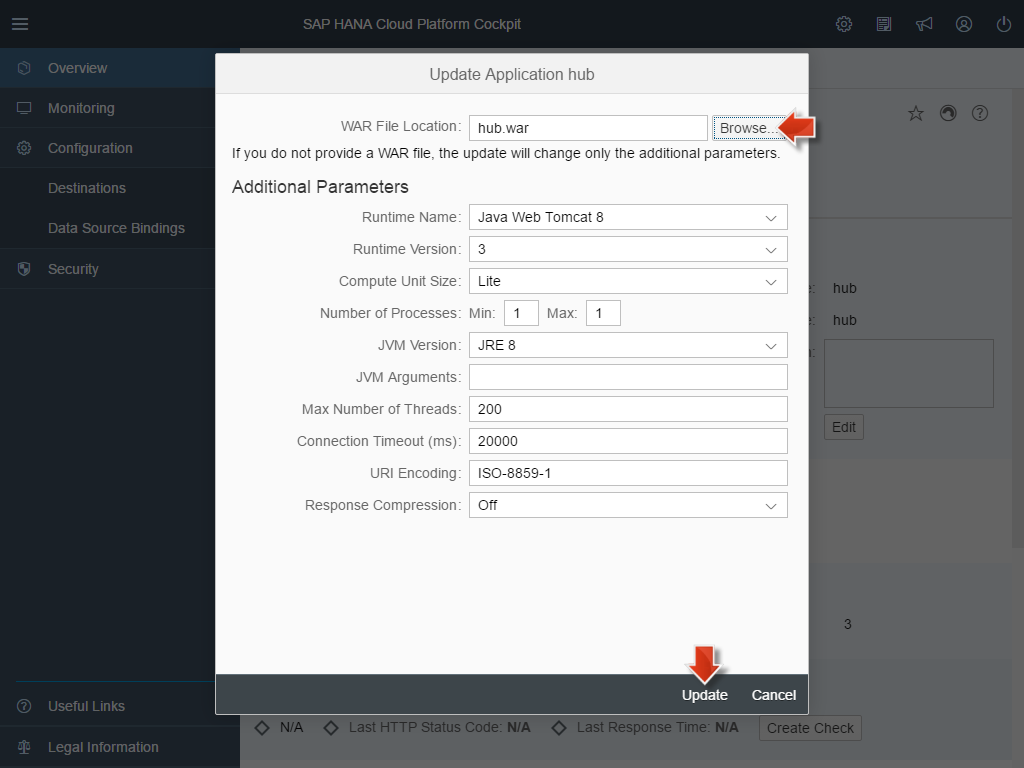 SAP HANA Cloud Platform Cockpit
Overview
Monitoring
Configuration
Destinations
Data Source Bindings
Security
Useful Links
Legal Information
Update Application hub
WAR File Location: hub.war Browse...
If you do not provide a WAR file, the update will change only the additional parameters.
Additional Parameters
Runtime Name: Java Web Tomcat 8
Runtime Version: 3
Compute Unit Size: Lite
Number of Processes: Min: 1 Max: 1
JVM Version: JRE 8
JVM Arguments:
Max Number of Threads: 200
Connection Timeout (ms): 20000
URI Encoding: ISO-8859-1
Response Compression: Off
Update Cancel
hub
hub
Edit
3
N/A Last HTTP Status Code: N/A Last Response Time: N/A Create Check